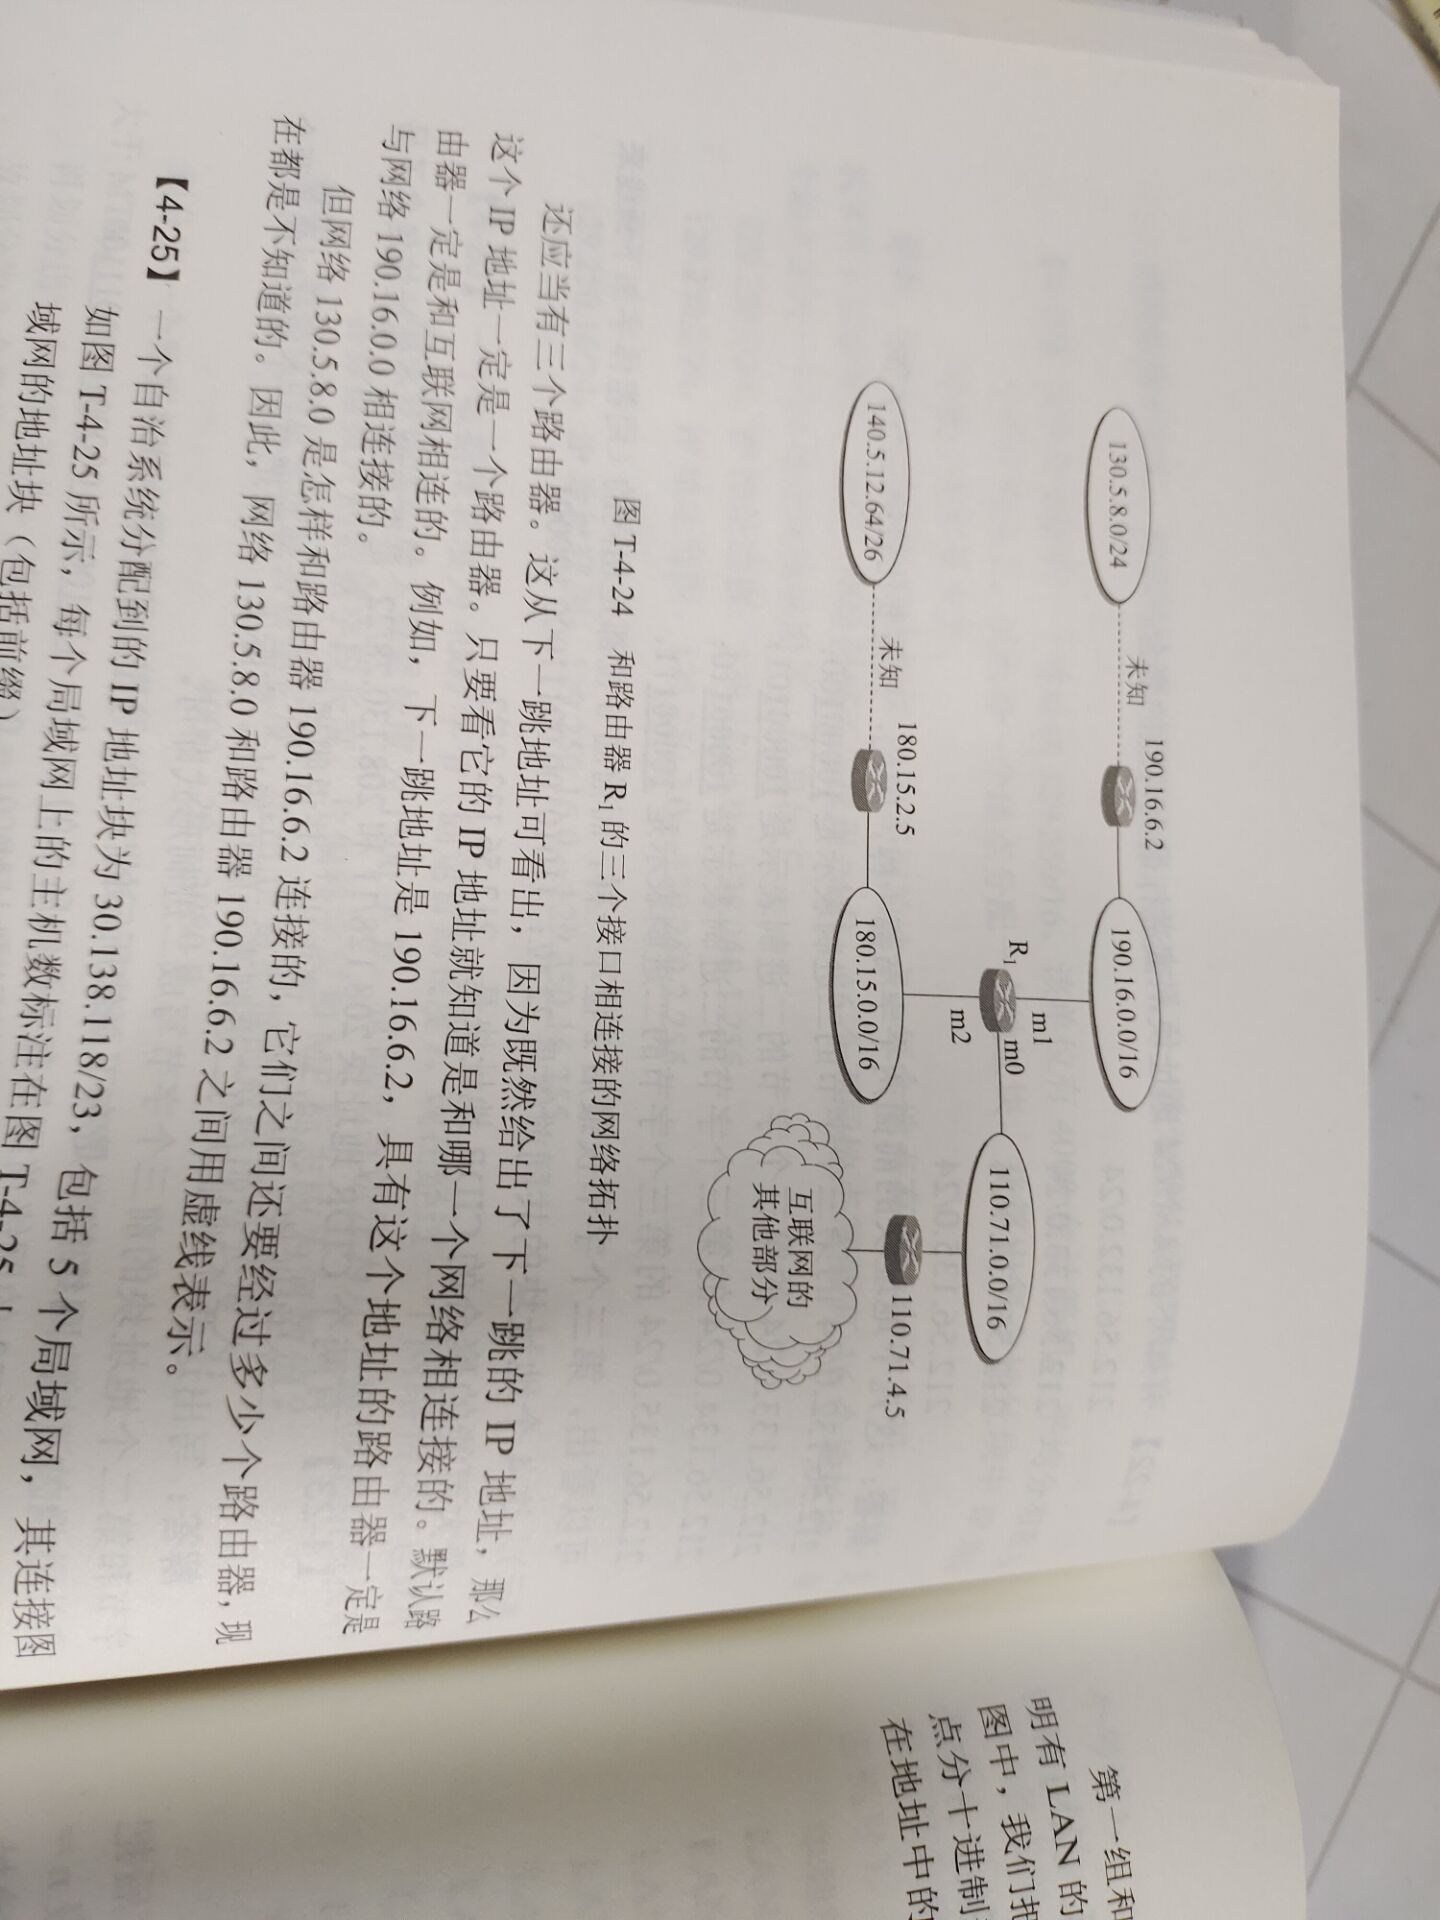 130.5.8.0/24
未知
190.16.6.2
190.16.0.0/16
m1
R1
m0
m2
110.71.0.0/16
140.5.12.64/26
未知
180.15.2.5
180.15.0.0/16
110.71.4.5
互联网的
其他部分
图 T-4-24 和路由器 R1 的三个接口相连接的网络拓扑
还应当有三个路由器。这从下一跳地址可看出，因为既然给出了下一跳的 IP 地址，那么
这个 IP 地址一定是一个路由器。只要看它的 IP 地址就知道是和哪一个网络相连接的。默认路
由器一定是和互联网相连的。例如，下一跳地址是 190.16.6.2，具有这个地址的路由器一定是
与网络 190.16.0.0 相连接的。
但网络 130.5.8.0 是怎样和路由器 190.16.6.2 连接的，它们之间还要经过多少个路由器，现
在都是不知道的。因此，网络 130.5.8.0 和路由器 190.16.6.2 之间用虚线表示。
【4-25】 一个自治系统分配到的 IP 地址块为 30.138.118/23，包括 5 个局域网，其连接图
如图 T-4-25 所示，每个局域网上的主机数标注在图 T-4-25
域网的地址块（包括前缀）
第一组和
明有 LAN 的
图中，我们把
点分十进制
在地址中的